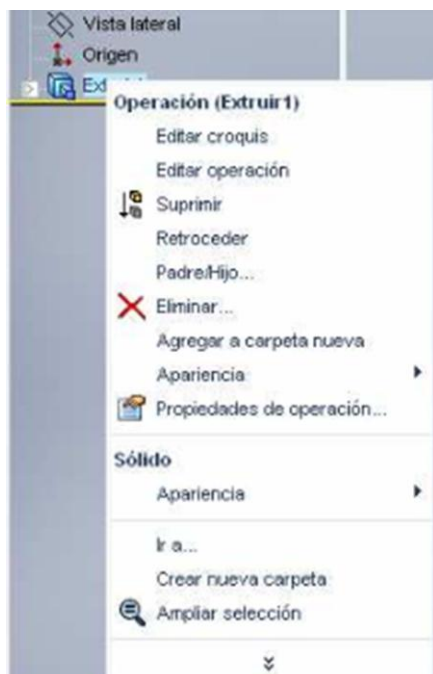 Vista lateral
Origen
Operación (Extruir1)
Editar croquis
Editar operación
Suprimir
Retroceder
Padre/Hijo...
Eliminar...
Agregar a carpeta nueva
Apariencia
Propiedades de operación...
Sólido
Apariencia
Ir a...
Crear nueva carpeta
Ampliar selección